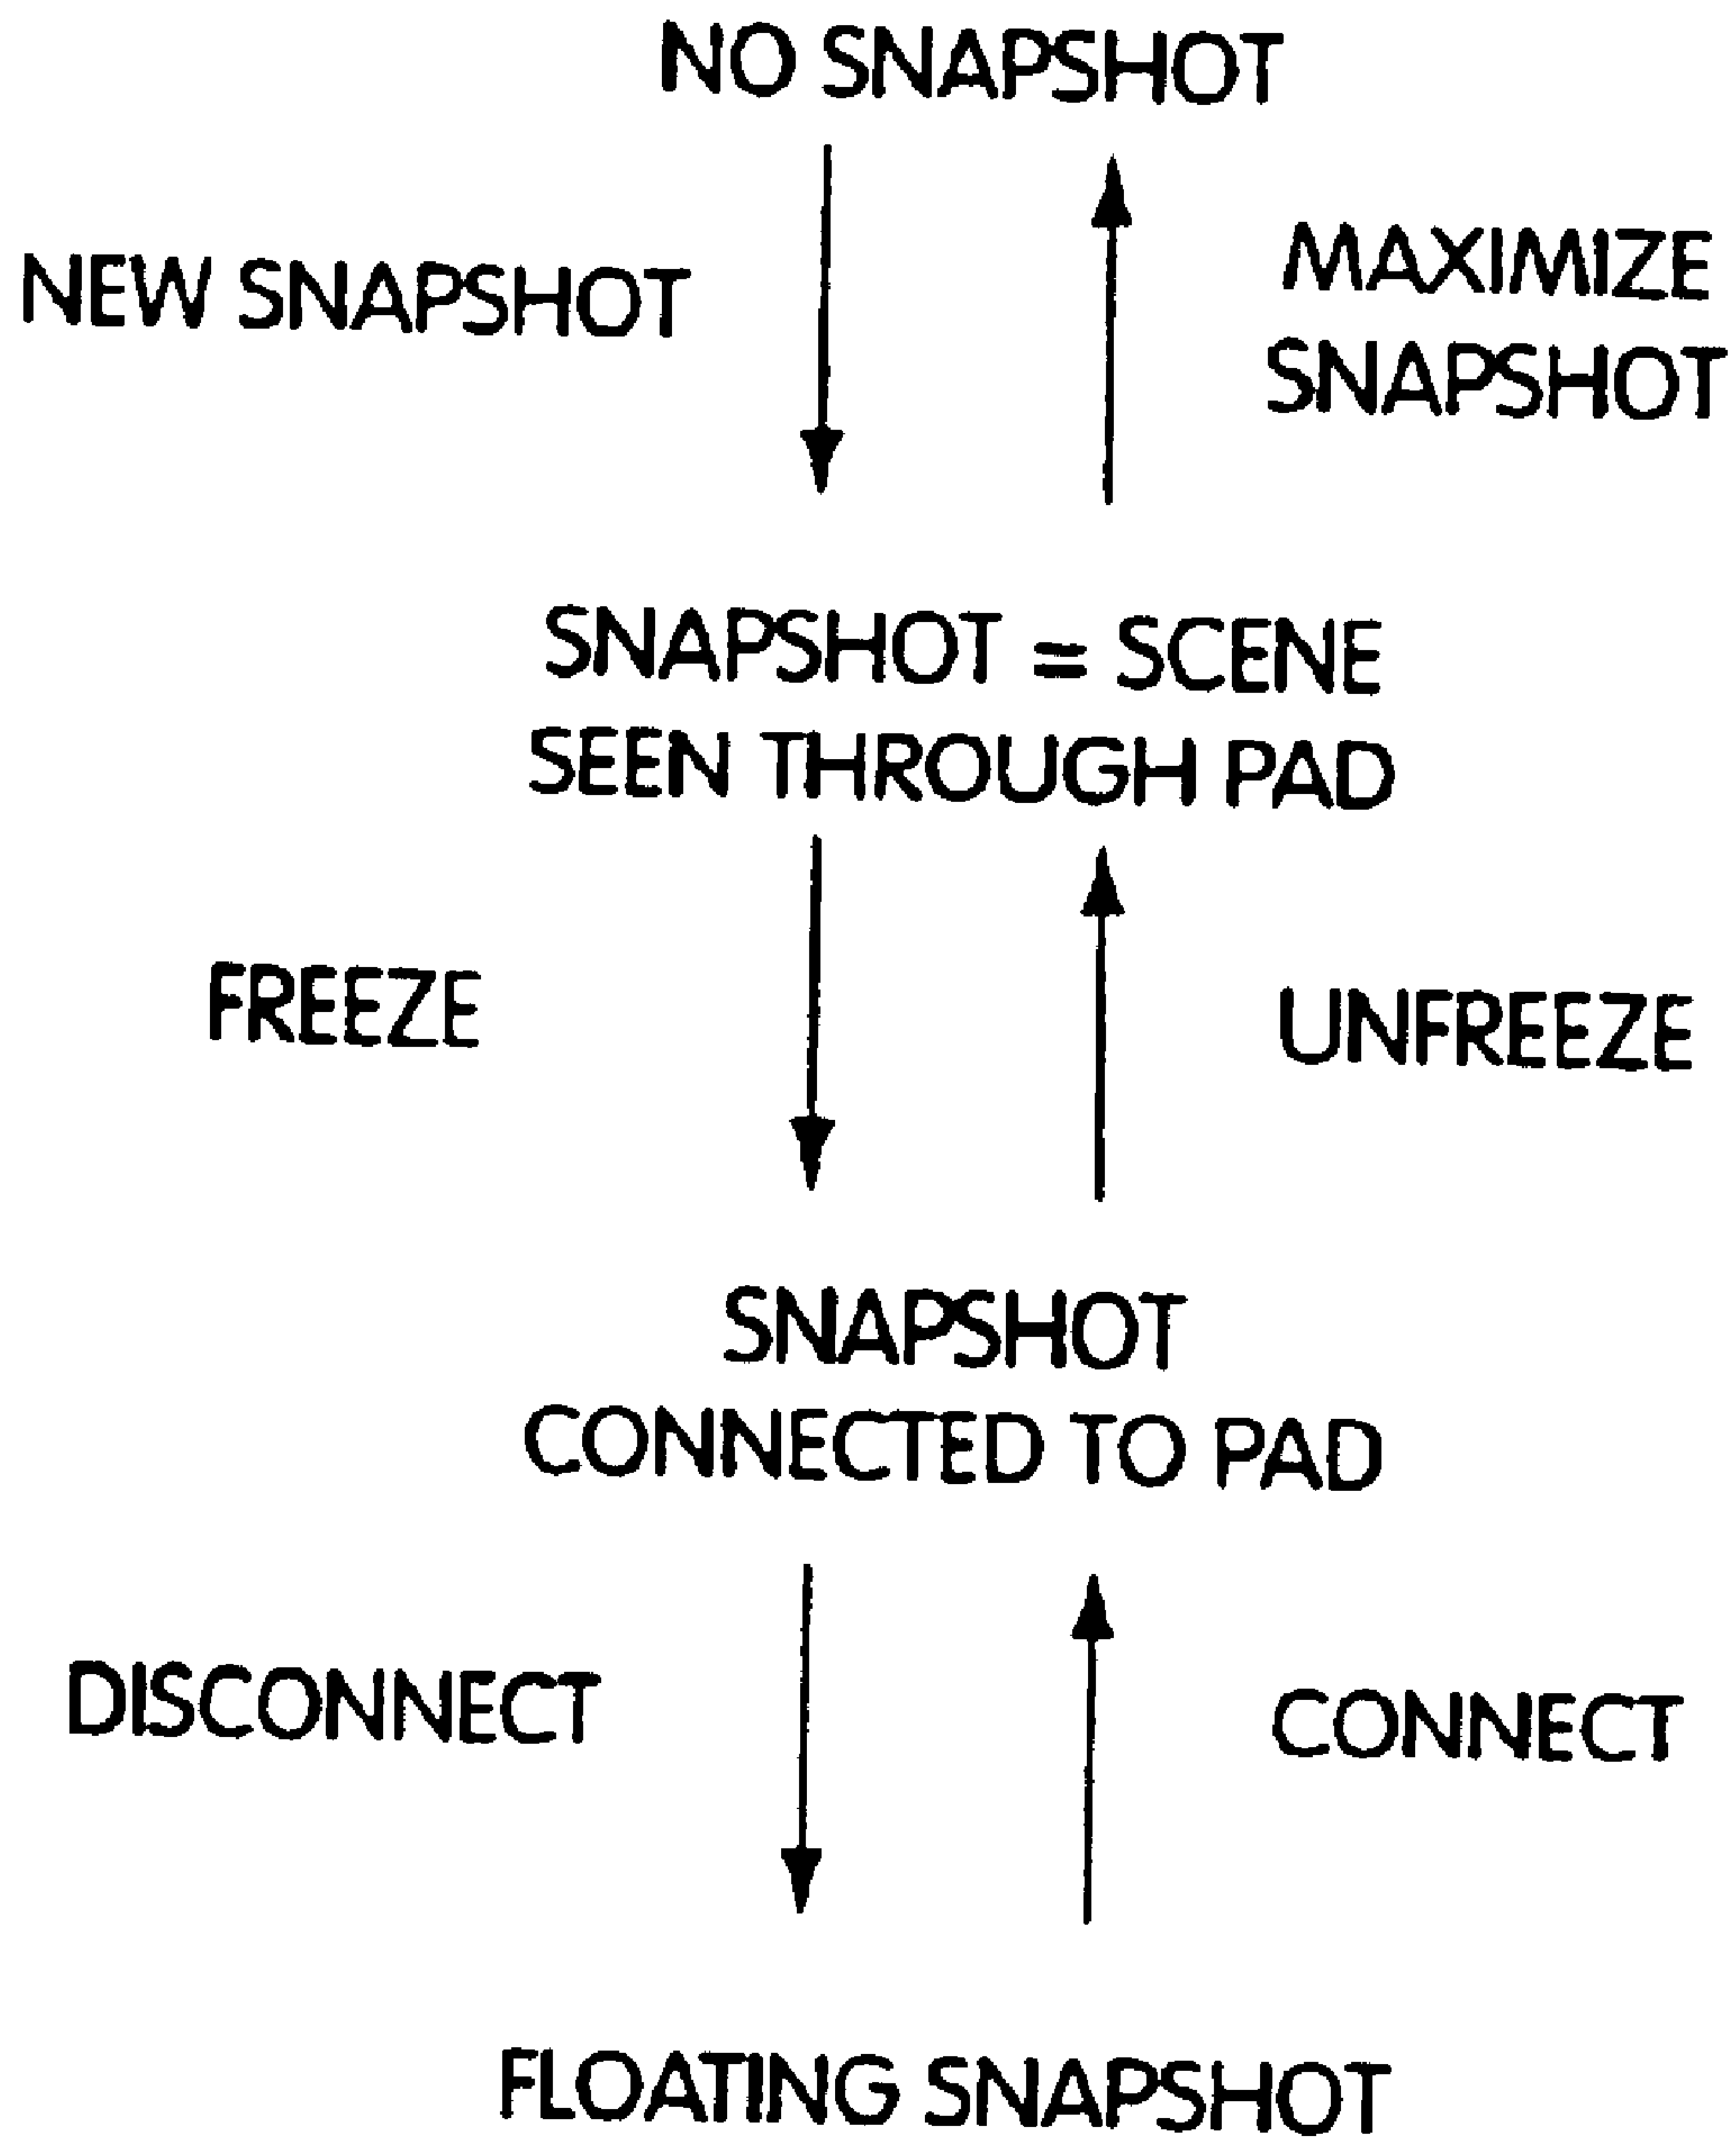 NO SNAPSHOT
NEW SNAPSHOT
MAXIMIZE
SNAPSHOT
SNAPSHOT = SCENE
SEEN THROUGH PAD
FREEZE
UNFREEZE
SNAPSHOT
CONNECTED TO PAD
DISCONNECT
CONNECT
FLOATING SNAPSHOT